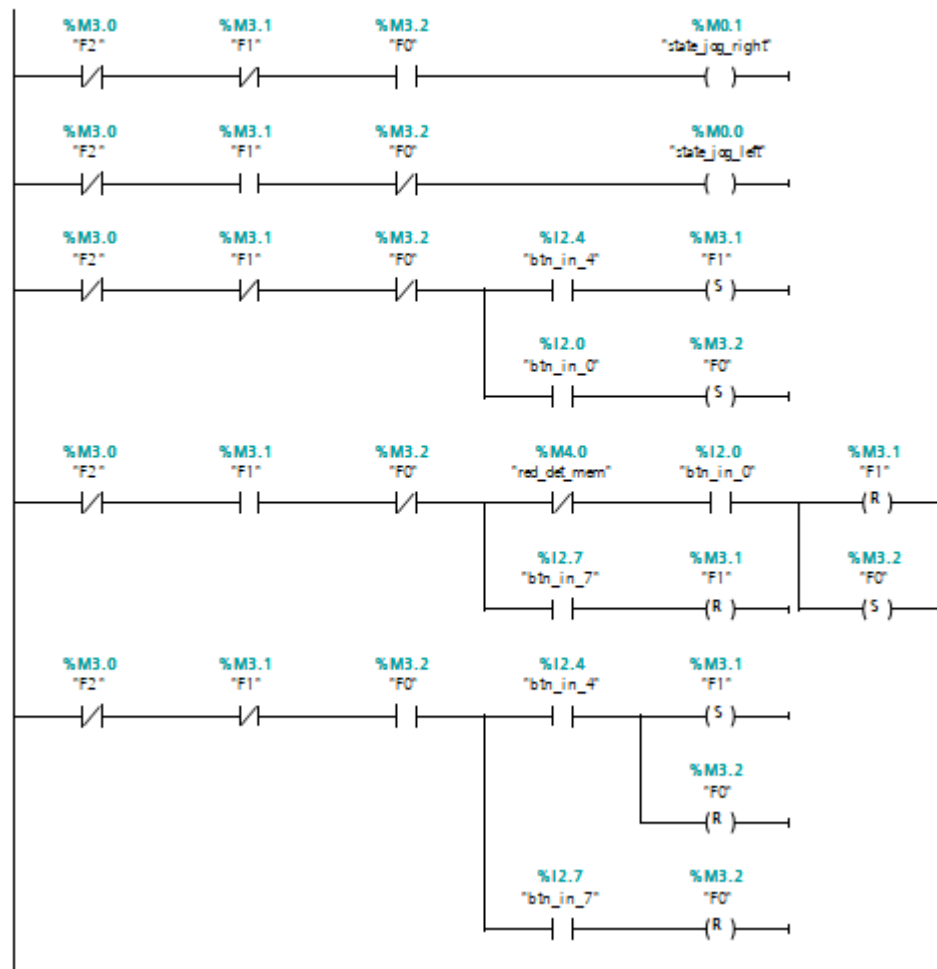 %M3.0 %M3.1 %M3.2 %M0.1
"F2" "F1" "F0" "state_jog_right"
%M3.0 %M3.1 %M3.2 %M0.0
"F2" "F1" "F0" "state_jog_left"
%M3.0 %M3.1 %M3.2 %I2.4 %M3.1
"F2" "F1" "F0" "btn_in_4" "F1"
S
%I2.0 %M3.2
"btn_in_0" "F0"
S
%M3.0 %M3.1 %M3.2 %M4.0 %I2.0 %M3.1
"F2" "F1" "F0" "red_det_mem" "btn_in_0" "F1"
R
%I2.7 %M3.1 %M3.2
"btn_in_7" "F1" "F0"
R S
%M3.0 %M3.1 %M3.2 %I2.4 %M3.1
"F2" "F1" "F0" "btn_in_4" "F1"
S
%M3.2
"F0"
R
%I2.7 %M3.2
"btn_in_7" "F0"
R